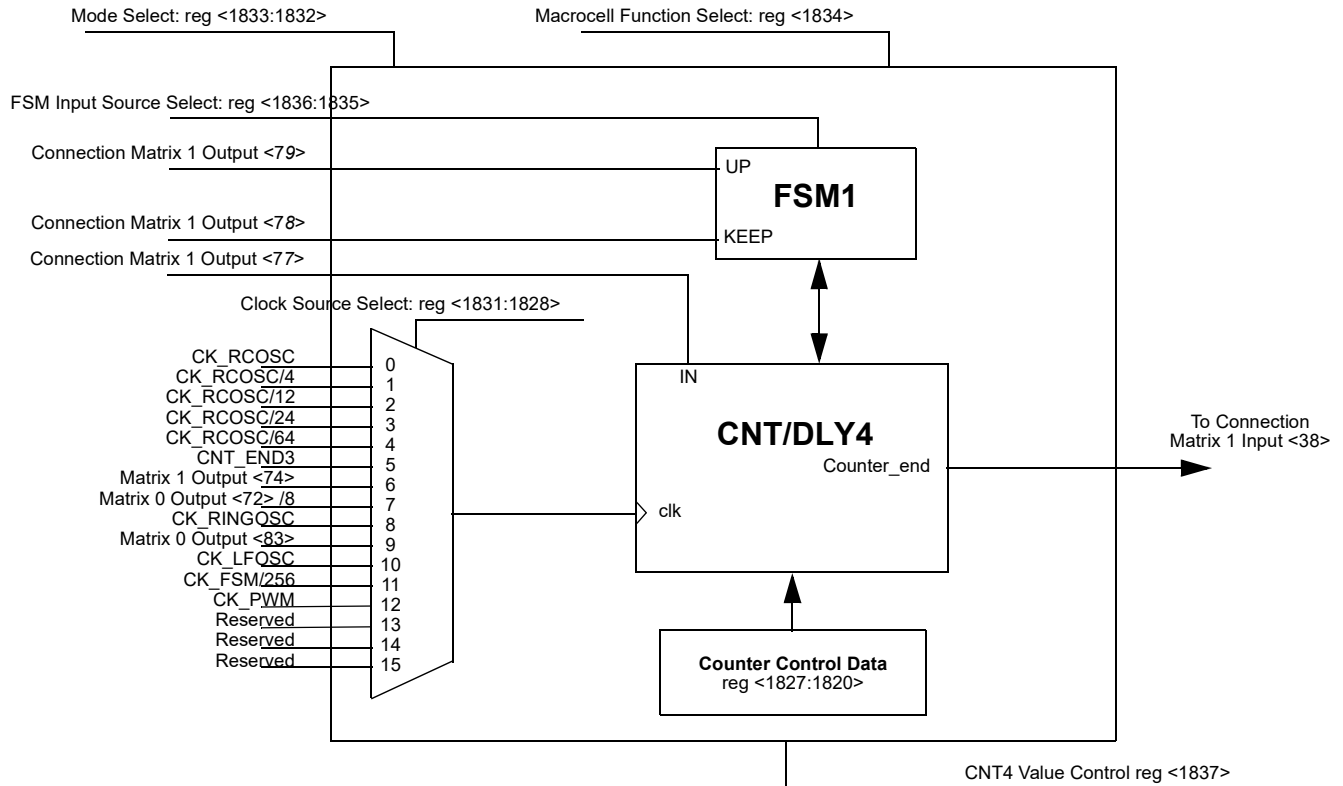 Mode Select: reg <1833:1832>
Macrocell Function Select: reg <1834>
FSM Input Source Select: reg <1836:1835>
Connection Matrix 1 Output <79>
UP
FSM1
Connection Matrix 1 Output <78>
KEEP
Connection Matrix 1 Output <77>
Clock Source Select: reg <1831:1828>
CK_RCOSC 0
CK_RCOSC/4 1
CK_RCOSC/12 2
CK_RCOSC/24 3
CK_RCOSC/64 4
CNT_END3 5
Matrix 1 Output <74> 6
Matrix 0 Output <72> /8 7
CK_RINGOSC 8
Matrix 0 Output <83> 9
CK_LFOSC 10
CK_FSM/256 11
CK_PWM 12
Reserved 13
Reserved 14
Reserved 15
IN
CNT/DLY4
Counter_end
clk
To Connection
Matrix 1 Input <38>
Counter Control Data
reg <1827:1820>
CNT4 Value Control reg <1837>